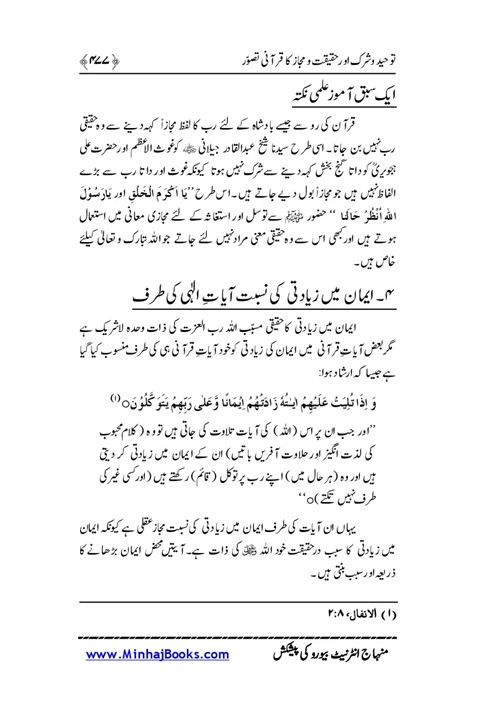 توحید و شرک اور حقیقت و مجاز کا قرآنی تصوّر ﴿۴۷۷﴾
ایک سبق آموز علمی نکتہ
قرآن کی رو سے جیسے بادشاہ کے لئے رب کا لفظ مجازاً کہہ دینے سے وہ حقیقی
رب نہیں بن جاتا۔ اسی طرح سیدنا شیخ عبدالقادر جیلانی ؓ کو غوث الاعظم اور حضرت علی
ہجویریؒ کو داتا گنج بخش کہہ دینے سے شرک نہیں ہوتا کیونکہ غوث اور داتا رب سے بڑے
الفاظ نہیں ہیں جو مجازاً بول دیے جاتے ہیں۔ اس طرح ’’یَا اَکْرَمَ الْخَلْقِ اور یَارَسُوْلَ
اللہِ اُنْظُرْ حَالَنَا ‘‘ حضور ﷺ سے توسل اور استغاثہ کے لئے مجازی معانی میں استعمال
ہوتے ہیں اور کبھی اس سے وہ حقیقی معنی مراد نہیں لئے جاتے جو اللہ تبارک و تعالیٰ کیلئے
خاص ہیں۔
۴۔ ایمان میں زیادتی کی نسبت آیاتِ الٰہی کی طرف
ایمان میں زیادتی کا حقیقی مسبّب اللہ رب العزت کی ذات وحدہ لاشریک ہے
مگر بعض آیاتِ قرآنی میں ایمان کی زیادتی کو خود آیاتِ قرآنی ہی کی طرف منسوب کیا گیا
ہے جیسا کہ ارشاد ہوا:
وَ اِذَا تُلِیَتْ عَلَیْهِمْ اٰیٰتُهٗ زَادَتْهُمْ اِیْمَانًا وَّعَلٰی رَبِّهِمْ یَتَوَکَّلُوْنَo(۱)
’’اور جب ان پر اس (اللہ) کی آیات تلاوت کی جاتی ہیں تو وہ (کلام محبوب
کی لذت انگیز اور حلاوت آفریں باتیں) ان کے ایمان میں زیادتی کر دیتی
ہیں اور وہ (ہر حال میں) اپنے رب پر توکل (قائم) رکھتے ہیں (اور کسی غیر کی
طرف نہیں تکتے)o‘‘
یہاں ان آیات کی طرف ایمان میں زیادتی کی نسبت مجاز عقلی ہے کیونکہ ایمان
میں زیادتی کا سبب درحقیقت خود اللہ ﷻ کی ذات ہے۔ آیتیں محض ایمان بڑھانے کا
ذریعہ اور سبب بنتی ہیں۔
(۱) الانفال، ۸:۲
منہاج انٹرنیٹ بیورو کی پیشکش www.MinhajBooks.com